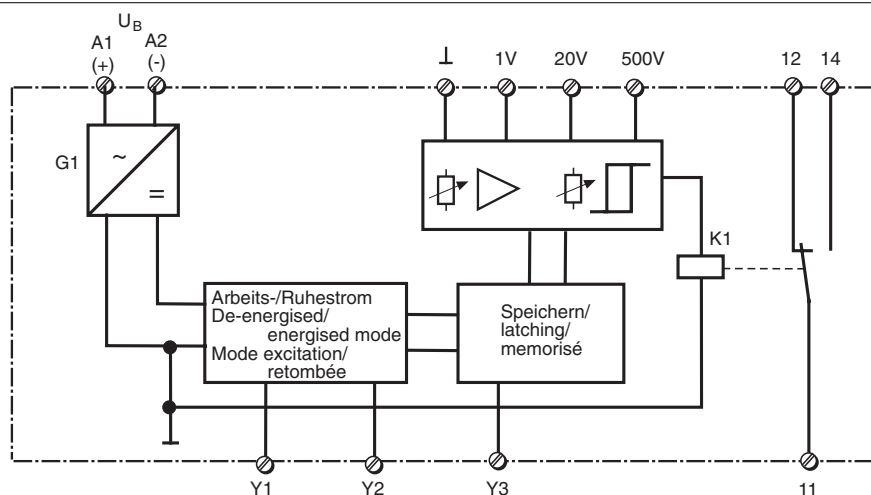 U_B
A1
(+)
A2
(-)
⊥ 1V 20V 500V
12 14
G1
~
=
K1
Arbeits-/Ruhestrom
De-energised/
energised mode
Mode excitation/
retombée
Speichern/
latching/
memorisé
Y1 Y2 Y3 11